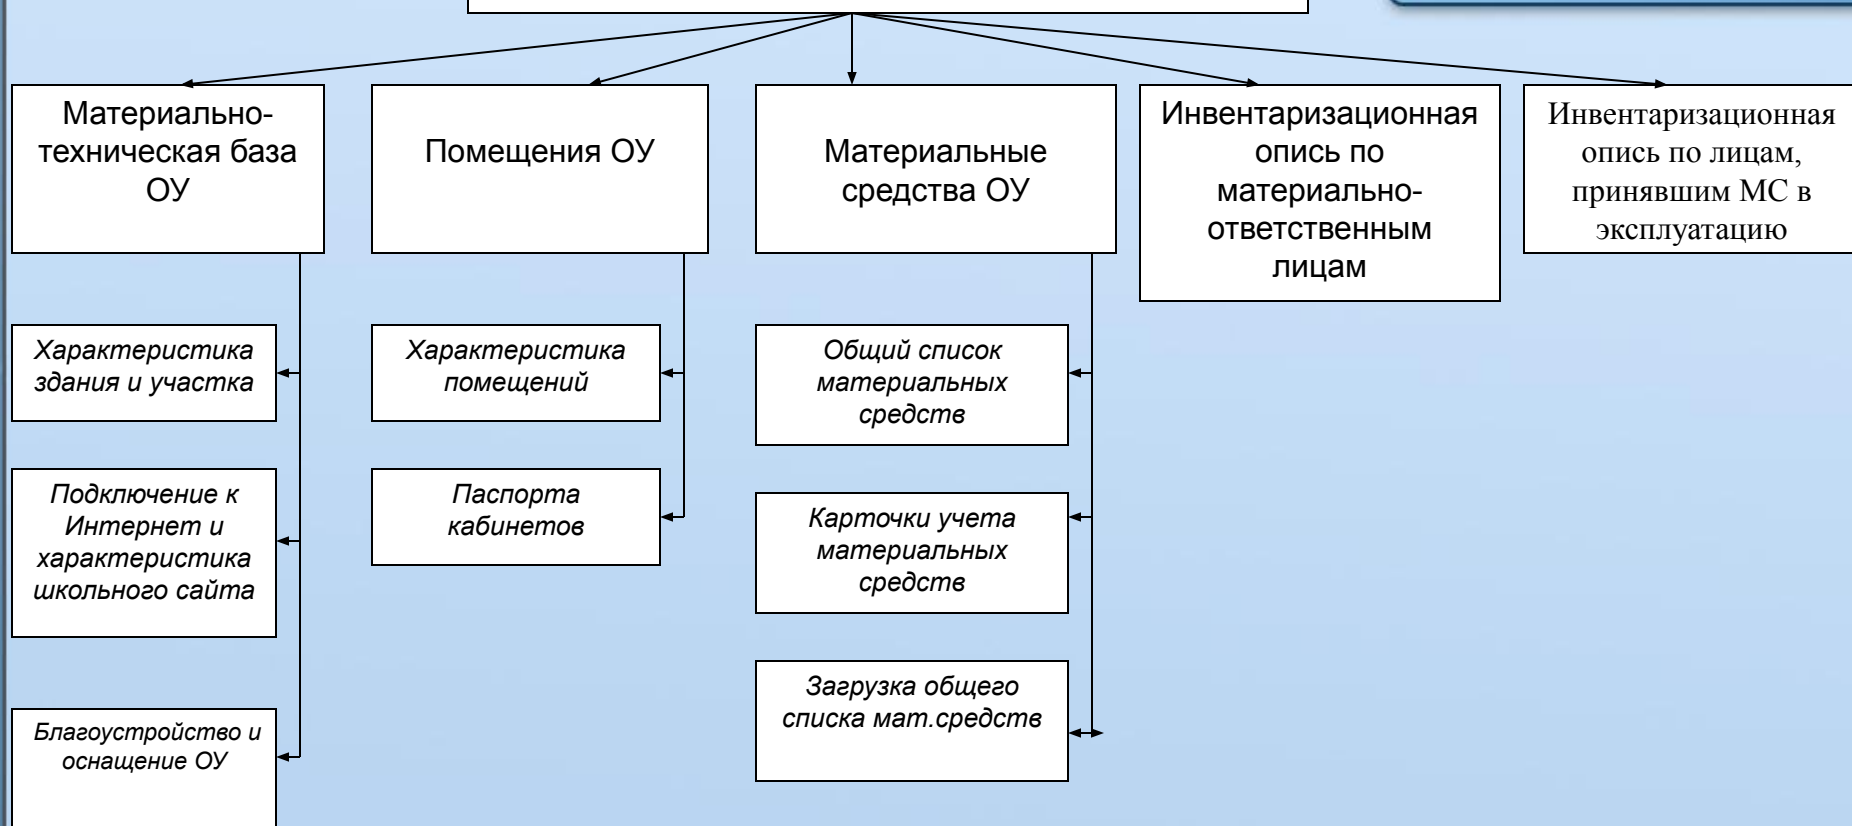 Материально-
техническая база
ОУ
Помещения ОУ
Материальные
средства ОУ
Инвентаризационная
опись по
материально-
ответственным
лицам
Инвентаризационная
опись по лицам,
принявшим МС в
эксплуатацию
Характеристика
здания и участка
Подключение к
Интернет и
характеристика
школьного сайта
Благоустройство и
оснащение ОУ
Характеристика
помещений
Паспорта
кабинетов
Общий список
материальных
средств
Карточки учета
материальных
средств
Загрузка общего
списка мат.средств